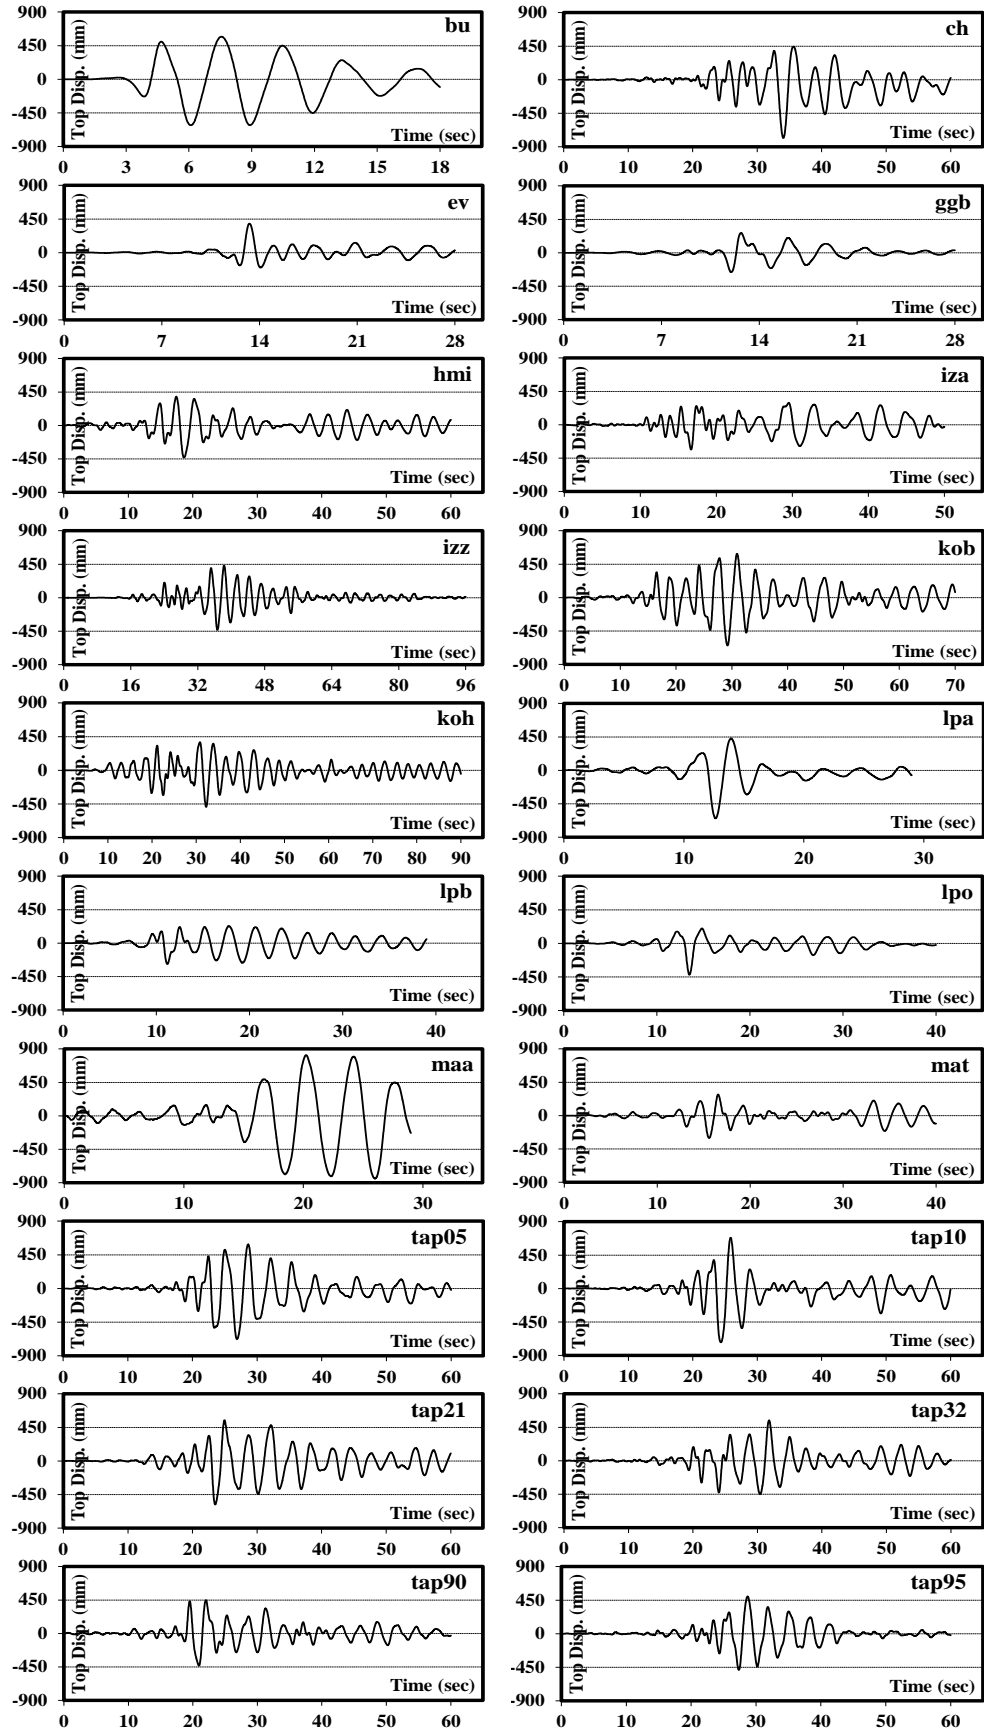 900
450
0
-450
-900
Top Disp. (mm)
bu
Time (sec)
0 3 6 9 12 15 18
900
450
0
-450
-900
Top Disp. (mm)
ch
Time (sec)
0 10 20 30 40 50 60
900
450
0
-450
-900
Top Disp. (mm)
ev
Time (sec)
0 7 14 21 28
900
450
0
-450
-900
Top Disp. (mm)
ggb
Time (sec)
0 7 14 21 28
900
450
0
-450
-900
Top Disp. (mm)
hmi
Time (sec)
0 10 20 30 40 50 60
900
450
0
-450
-900
Top Disp. (mm)
iza
Time (sec)
0 10 20 30 40 50
900
450
0
-450
-900
Top Disp. (mm)
izz
Time (sec)
0 16 32 48 64 80 96
900
450
0
-450
-900
Top Disp. (mm)
kob
Time (sec)
0 10 20 30 40 50 60 70
900
450
0
-450
-900
Top Disp. (mm)
koh
Time (sec)
0 10 20 30 40 50 60 70 80 90
900
450
0
-450
-900
Top Disp. (mm)
lpa
Time (sec)
0 10 20 30
900
450
0
-450
-900
Top Disp. (mm)
lpb
Time (sec)
0 10 20 30 40
900
450
0
-450
-900
Top Disp. (mm)
lpo
Time (sec)
0 10 20 30 40
900
450
0
-450
-900
Top Disp. (mm)
maa
Time (sec)
0 10 20 30
900
450
0
-450
-900
Top Disp. (mm)
mat
Time (sec)
0 10 20 30 40
900
450
0
-450
-900
Top Disp. (mm)
tap05
Time (sec)
0 10 20 30 40 50 60
900
450
0
-450
-900
Top Disp. (mm)
tap10
Time (sec)
0 10 20 30 40 50 60
900
450
0
-450
-900
Top Disp. (mm)
tap21
Time (sec)
0 10 20 30 40 50 60
900
450
0
-450
-900
Top Disp. (mm)
tap32
Time (sec)
0 10 20 30 40 50 60
900
450
0
-450
-900
Top Disp. (mm)
tap90
Time (sec)
0 10 20 30 40 50 60
900
450
0
-450
-900
Top Disp. (mm)
tap95
Time (sec)
0 10 20 30 40 50 60